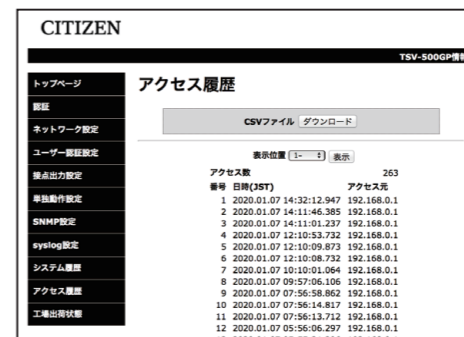 CITIZEN
TSV-500GP情
トップページ
認証
ネットワーク設定
ユーザー認証設定
接点出力設定
単独動作設定
SNMP設定
syslog設定
システム履歴
アクセス履歴
工場出荷状態
アクセス履歴
CSVファイル ダウンロード
表示位置 1- 表示
アクセス数 263
番号 日時(JST) アクセス元
1 2020.01.07 14:32:12.947 192.168.0.1
2 2020.01.07 14:11:46.385 192.168.0.1
3 2020.01.07 14:11:01.237 192.168.0.1
4 2020.01.07 12:10:53.732 192.168.0.1
5 2020.01.07 12:10:09.873 192.168.0.1
6 2020.01.07 12:10:08.732 192.168.0.1
7 2020.01.07 10:10:01.064 192.168.0.1
8 2020.01.07 09:57:06.106 192.168.0.1
9 2020.01.07 07:56:58.862 192.168.0.1
10 2020.01.07 07:56:14.817 192.168.0.1
11 2020.01.07 07:56:13.712 192.168.0.1
12 2020.01.07 05:56:06.297 192.168.0.1